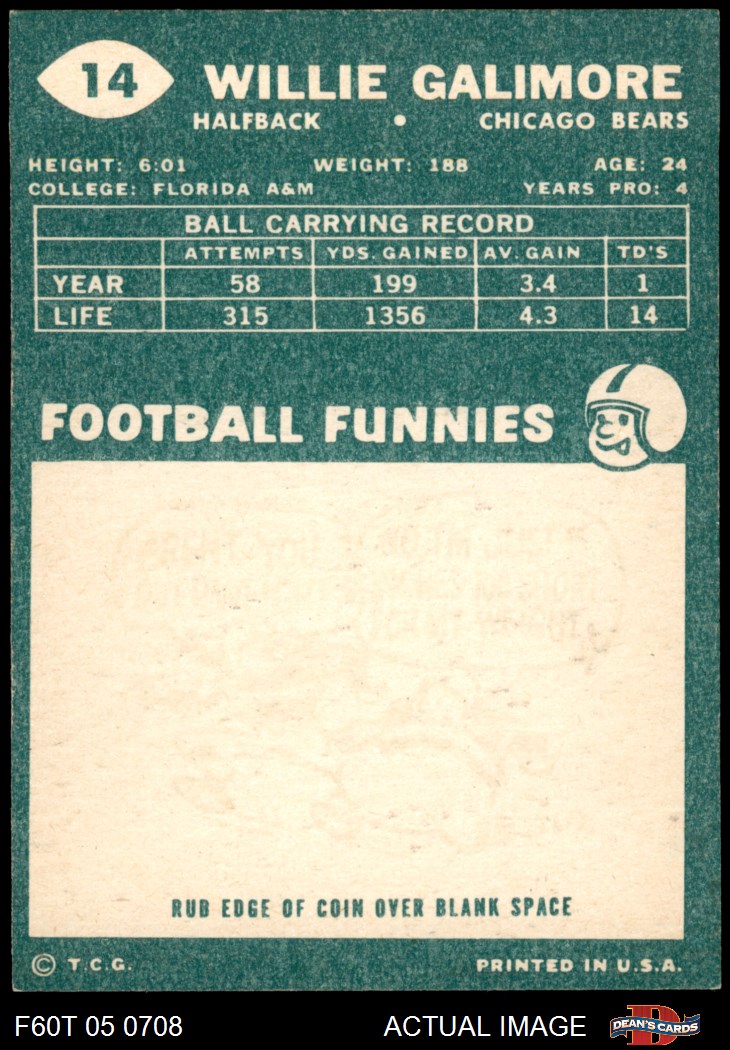 14 WILLIE GALIMORE
HALFBACK • CHICAGO BEARS
HEIGHT: 6:01 WEIGHT: 188 AGE: 24
COLLEGE: FLORIDA A&M YEARS PRO: 4
BALL CARRYING RECORD
ATTEMPTS YDS. GAINED AV. GAIN TD'S
YEAR 58 199 3.4 1
LIFE 315 1356 4.3 14
FOOTBALL FUNNIES
RUB EDGE OF COIN OVER BLANK SPACE
© T.C.G. PRINTED IN U.S.A.
F60T 05 0708 ACTUAL IMAGE DEAN'S CARDS